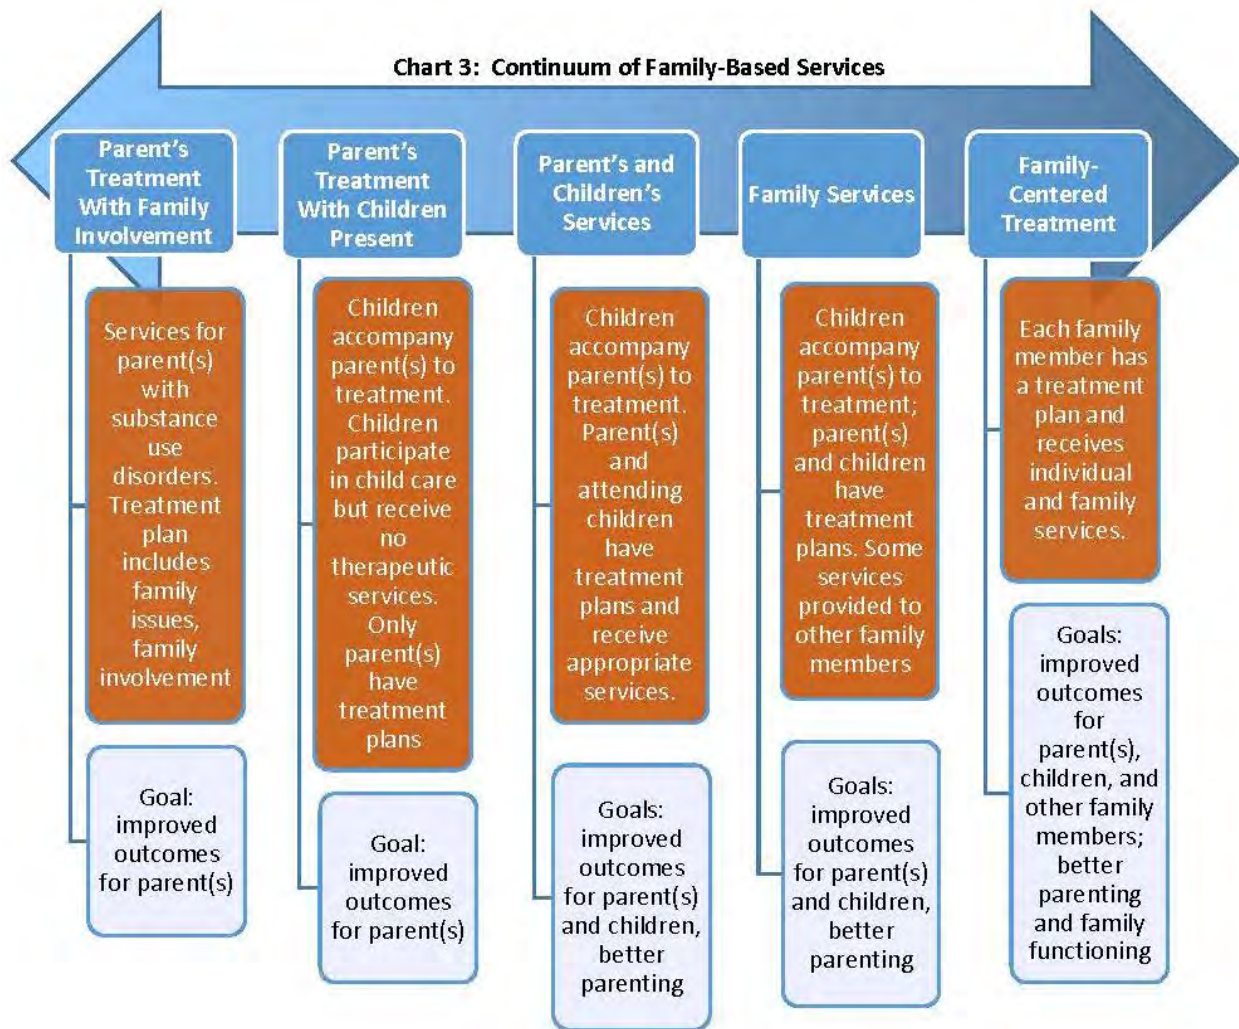 Chart 3:  Continuum of Family-Based Services
Parent's
Treatment
With Family
Involvement
Services for
parent(s)
with
substance
use
disorders.
Treatment
plan
includes
family
issues,
family
involvement
Goal:
improved
outcomes
for parent(s)
Parent's
Treatment
With Children
Present
Children
accompany
parent(s) to
treatment.
Children
participate
in child care
but receive
no
therapeutic
services.
Only
parent(s)
have
treatment
plans
Goal:
improved
outcomes
for parent(s)
Parent's and
Children's
Services
Children
accompany
parent(s) to
treatment.
Parent(s)
and
attending
children
have
treatment
plans and
receive
appropriate
services.
Goals:
improved
outcomes
for parent(s)
and children,
better
parenting
Family Services
Children
accompany
parent(s) to
treatment;
parent(s)
and children
have
treatment
plans. Some
services
provided to
other family
members
Goals:
improved
outcomes
for parent(s)
and children,
better
parenting
Family-
Centered
Treatment
Each family
member has
a treatment
plan and
receives
individual
and family
services.
Goals:
improved
outcomes
for
parent(s),
children, and
other family
members;
better
parenting
and family
functioning